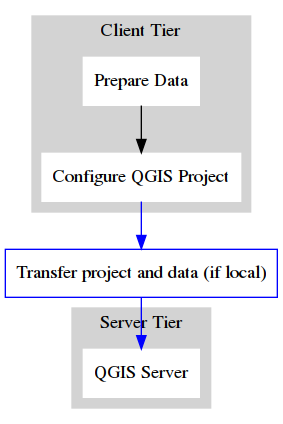 Client Tier
Prepare Data
Configure QGIS Project
Transfer project and data (if local)
Server Tier
QGIS Server